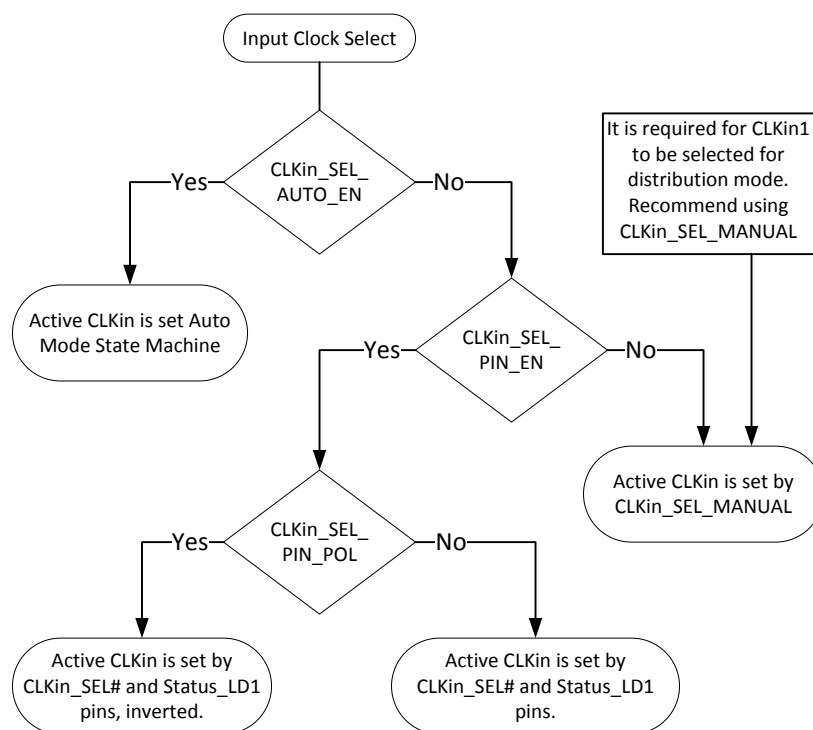 Input Clock Select
It is required for CLKin1
to be selected for
distribution mode.
Recommend using
CLKin_SEL_MANUAL
Yes
CLKin_SEL_
AUTO_EN
No
Active CLKin is set Auto
Mode State Machine
Yes
CLKin_SEL_
PIN_EN
No
Active CLKin is set by
CLKin_SEL_MANUAL
Yes
CLKin_SEL_
PIN_POL
No
Active CLKin is set by
CLKin_SEL# and Status_LD1
pins, inverted.
Active CLKin is set by
CLKin_SEL# and Status_LD1
pins.